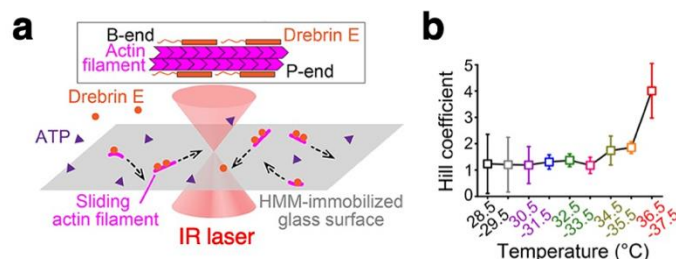 a
B-end
Drebrin E
Actin
filament
P-end
Drebrin E
ATP
Sliding
actin filament
HMM-immobilized
glass surface
IR laser
b
Hill coefficient
5
4
3
2
1
0
28.5
-29.5
30.5
-31.5
32.5
-33.5
34.5
-35.5
36.5
-37.5
Temperature (°C)